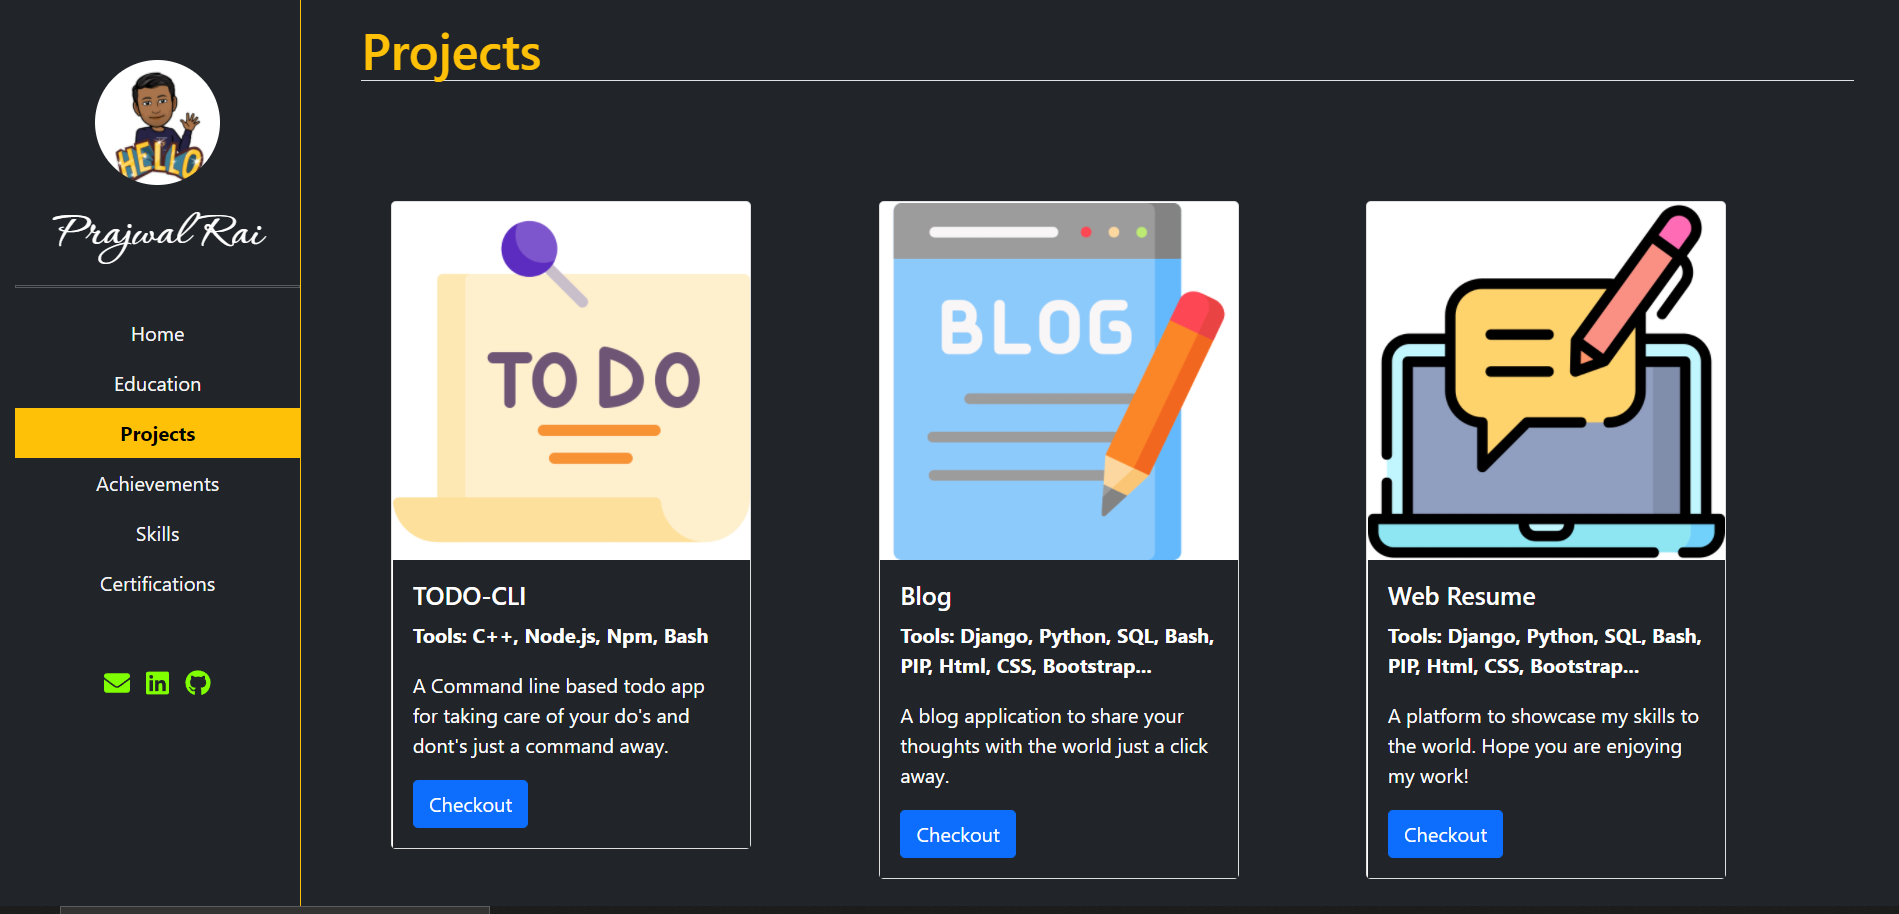 HELLO
Prajwal Rai
Home
Education
Projects
Achievements
Skills
Certifications
Projects
TO DO
TODO-CLI
Tools: C++, Node.js, Npm, Bash
A Command line based todo app
for taking care of your do's and
dont's just a command away.
Checkout
BLOG
Blog
Tools: Django, Python, SQL, Bash,
PIP, Html, CSS, Bootstrap...
A blog application to share your
thoughts with the world just a click
away.
Checkout
Web Resume
Tools: Django, Python, SQL, Bash,
PIP, Html, CSS, Bootstrap...
A platform to showcase my skills to
the world. Hope you are enjoying
my work!
Checkout